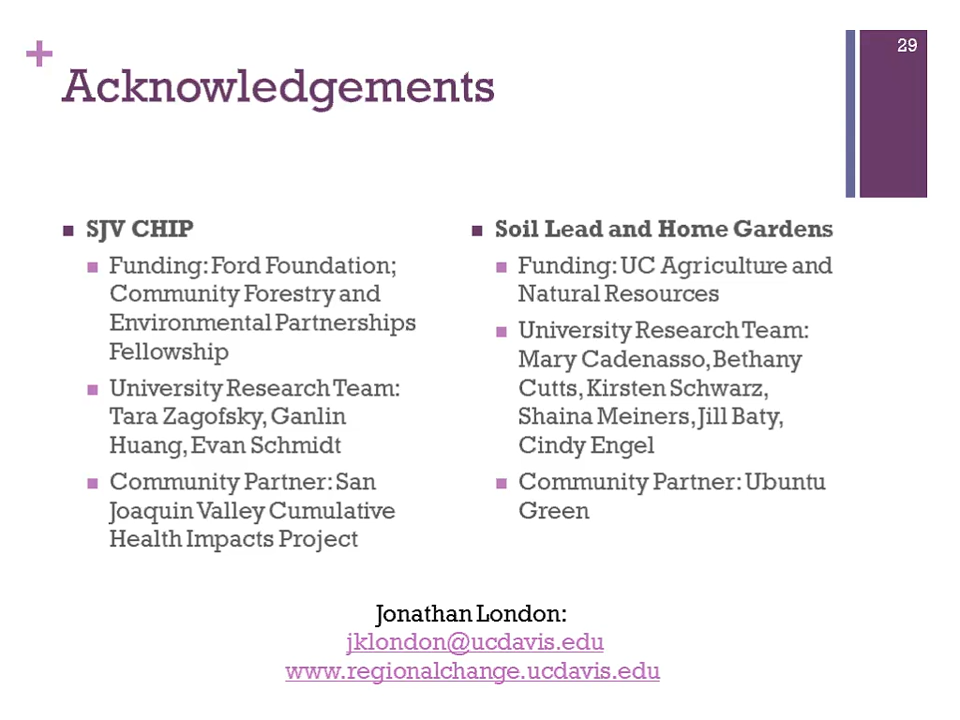 29
+
Acknowledgements
SJV CHIP
Funding: Ford Foundation;
Community Forestry and
Environmental Partnerships
Fellowship
University Research Team:
Tara Zagofsky, Ganlin
Huang, Evan Schmidt
Community Partner: San
Joaquin Valley Cumulative
Health Impacts Project
Soil Lead and Home Gardens
Funding: UC Agriculture and
Natural Resources
University Research Team:
Mary Cadenasso, Bethany
Cutts, Kirsten Schwarz,
Shaina Meiners, Jill Baty,
Cindy Engel
Community Partner: Ubuntu
Green
Jonathan London:
jklondon@ucdavis.edu
www.regionalchange.ucdavis.edu